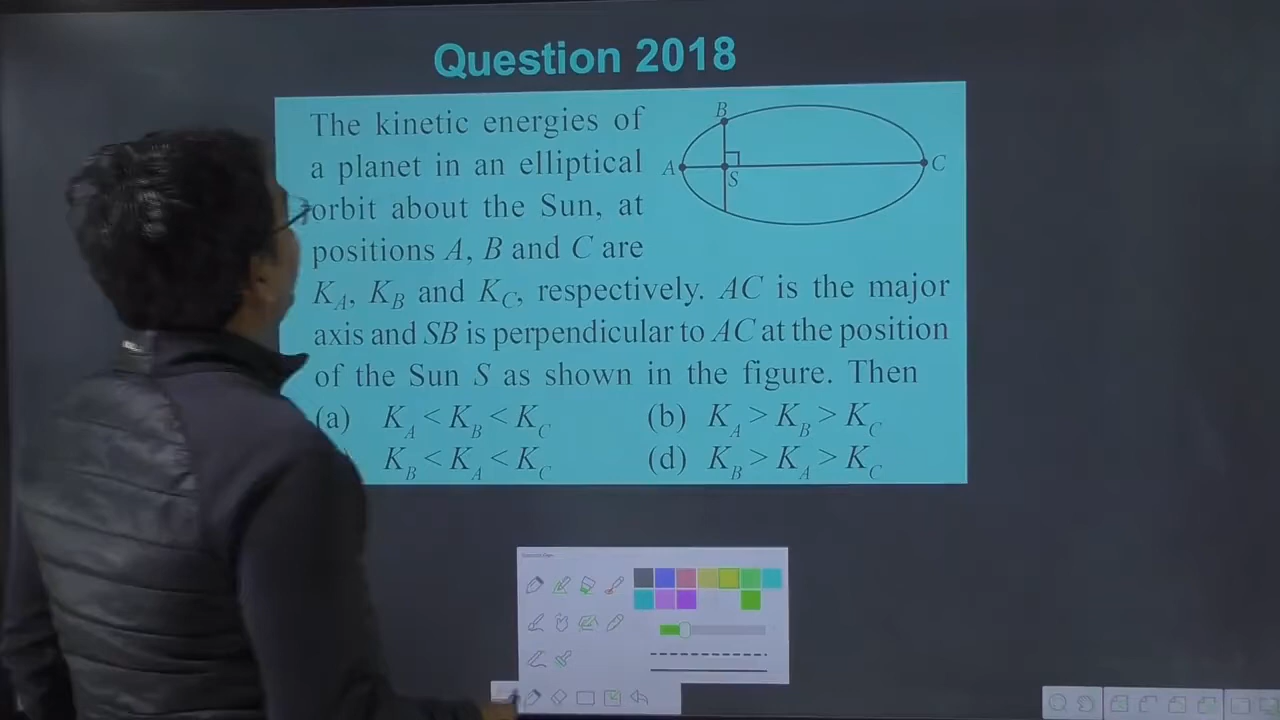 Question 2018
The kinetic energies of
a planet in an elliptical
orbit about the Sun, at
positions A, B and C are
K_A, K_B and K_C, respectively. AC is the major
axis and SB is perpendicular to AC at the position
of the Sun S as shown in the figure. Then
(a) K_A < K_B < K_C
(b) K_A > K_B > K_C
K_B < K_A < K_C
(d) K_B > K_A > K_C
B
A
S
C